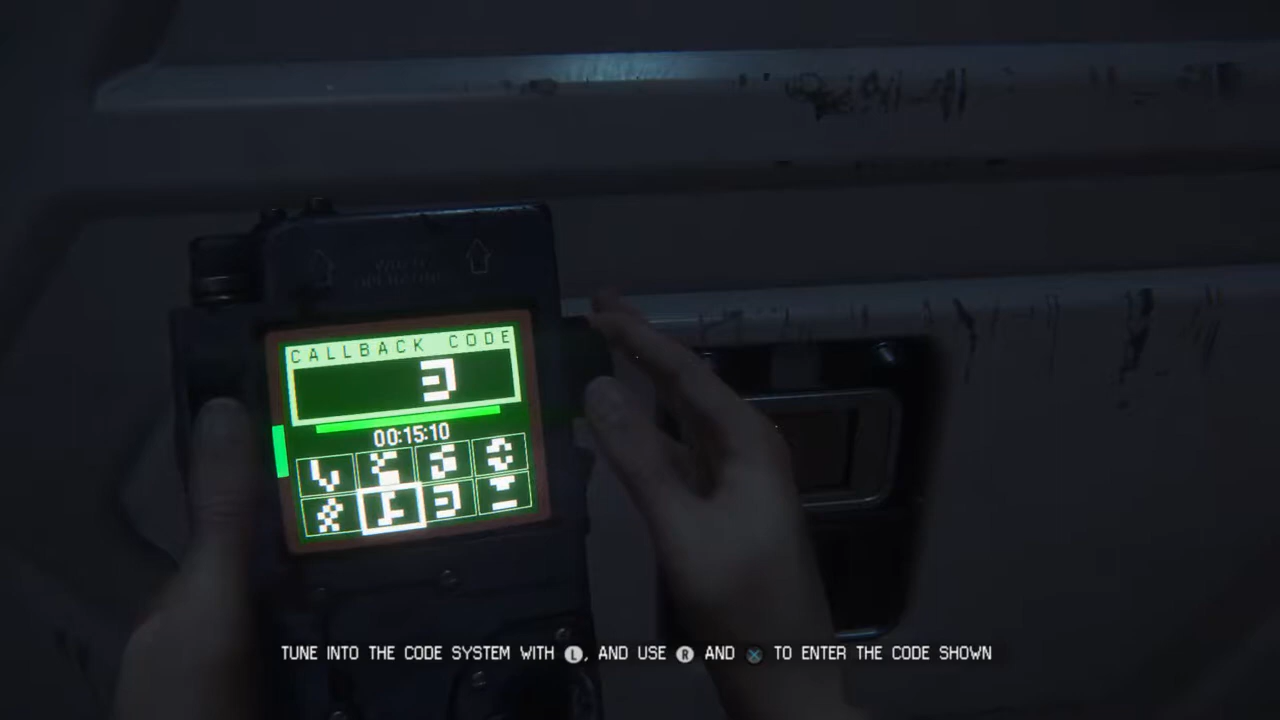 CALLBACK CODE
00:15:10
TUNE INTO THE CODE SYSTEM WITH L, AND USE R AND X TO ENTER THE CODE SHOWN